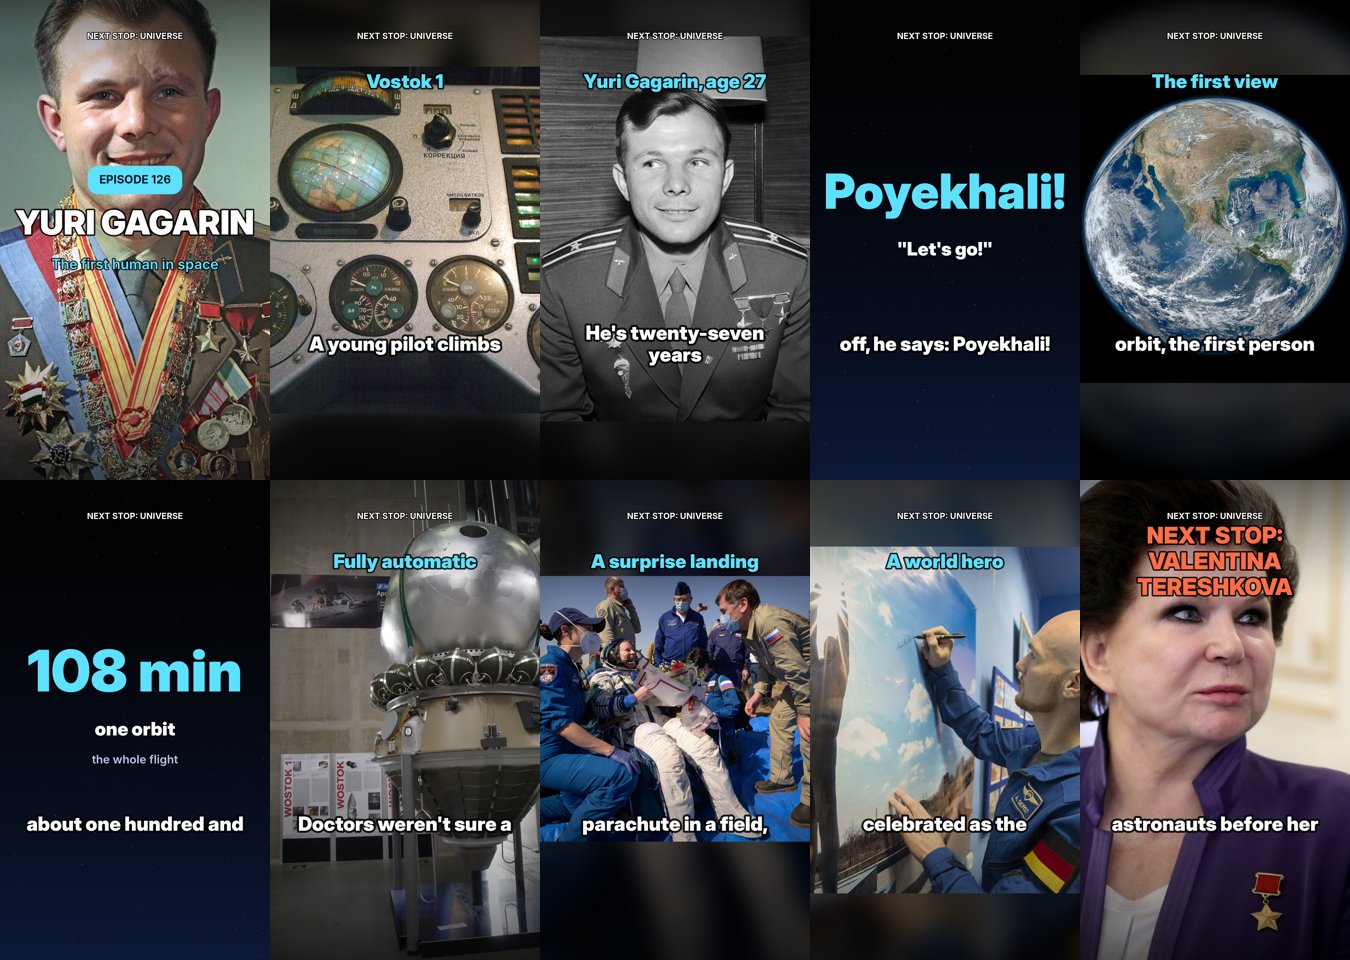 NEXT STOP: UNIVERSE
EPISODE 126
YURI GAGARIN
The first human in space
NEXT STOP: UNIVERSE
Vostok 1
КОРРЕКЦИЯ
A young pilot climbs
NEXT STOP: UNIVERSE
Yuri Gagarin, age 27
He's twenty-seven
years
NEXT STOP: UNIVERSE
Poyekhali!
"Let's go!"
off, he says: Poyekhali!
NEXT STOP: UNIVERSE
The first view
orbit, the first person
NEXT STOP: UNIVERSE
108 min
one orbit
the whole flight
about one hundred and
NEXT STOP: UNIVERSE
Fully automatic
WOSTOK 1
WOSTOK
Doctors weren't sure a
NEXT STOP: UNIVERSE
A surprise landing
parachute in a field,
NEXT STOP: UNIVERSE
A world hero
celebrated as the
NEXT STOP: UNIVERSE
NEXT STOP:
VALENTINA
TERESHKOVA
astronauts before her